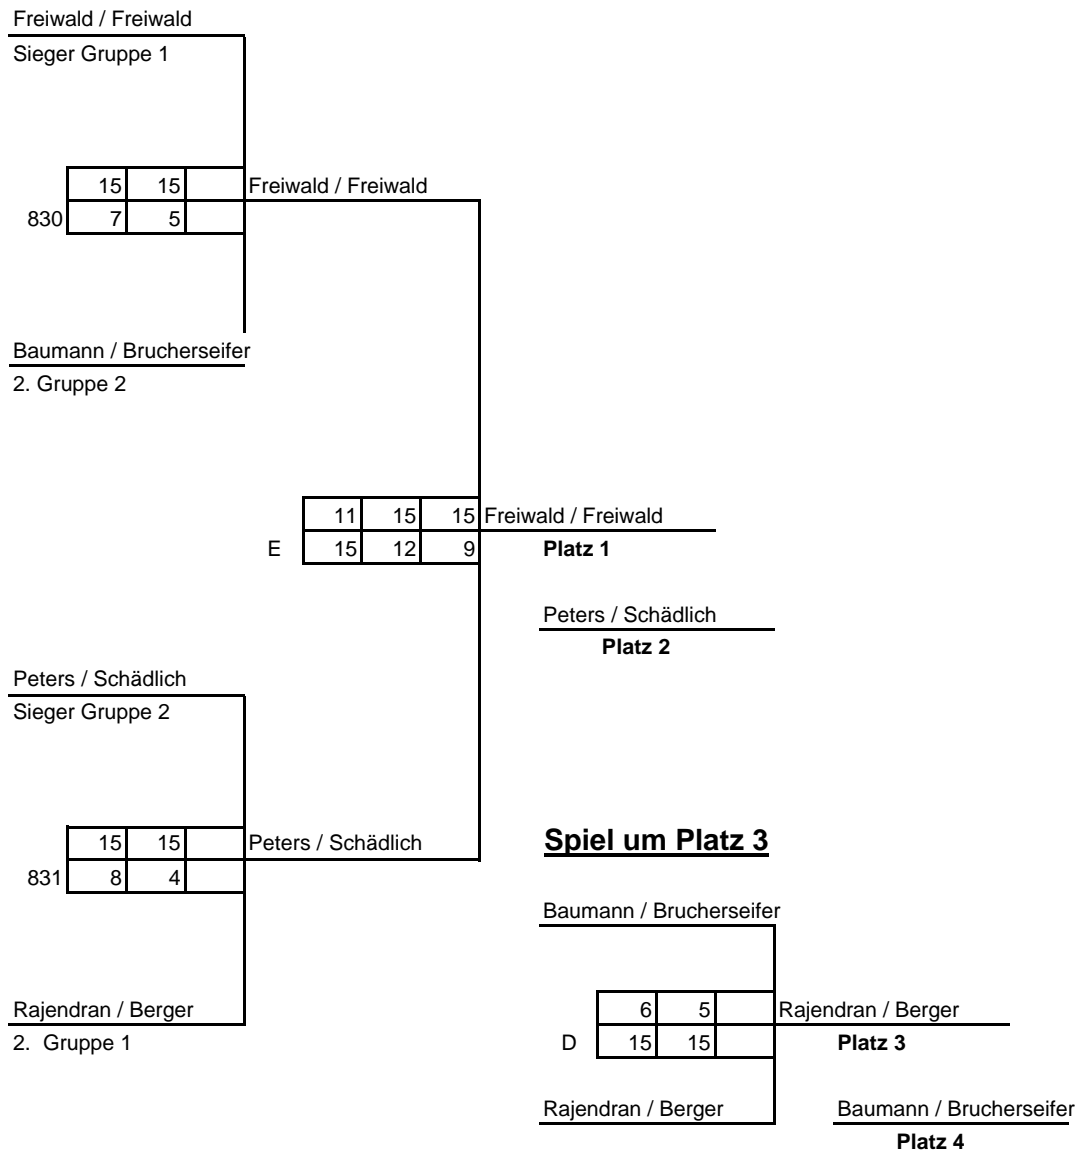 Freiwald / Freiwald
Sieger Gruppe 1
15 15 Freiwald / Freiwald
830 7 5
Baumann / Brucherseifer
2. Gruppe 2
11 15 15 Freiwald / Freiwald
E 15 12 9 Platz 1
Peters / Schädlich
Platz 2
Peters / Schädlich
Sieger Gruppe 2
15 15 Peters / Schädlich
831 8 4
Rajendran / Berger
2. Gruppe 1
Spiel um Platz 3
Baumann / Brucherseifer
6 5 Rajendran / Berger
D 15 15 Platz 3
Rajendran / Berger
Baumann / Brucherseifer
Platz 4